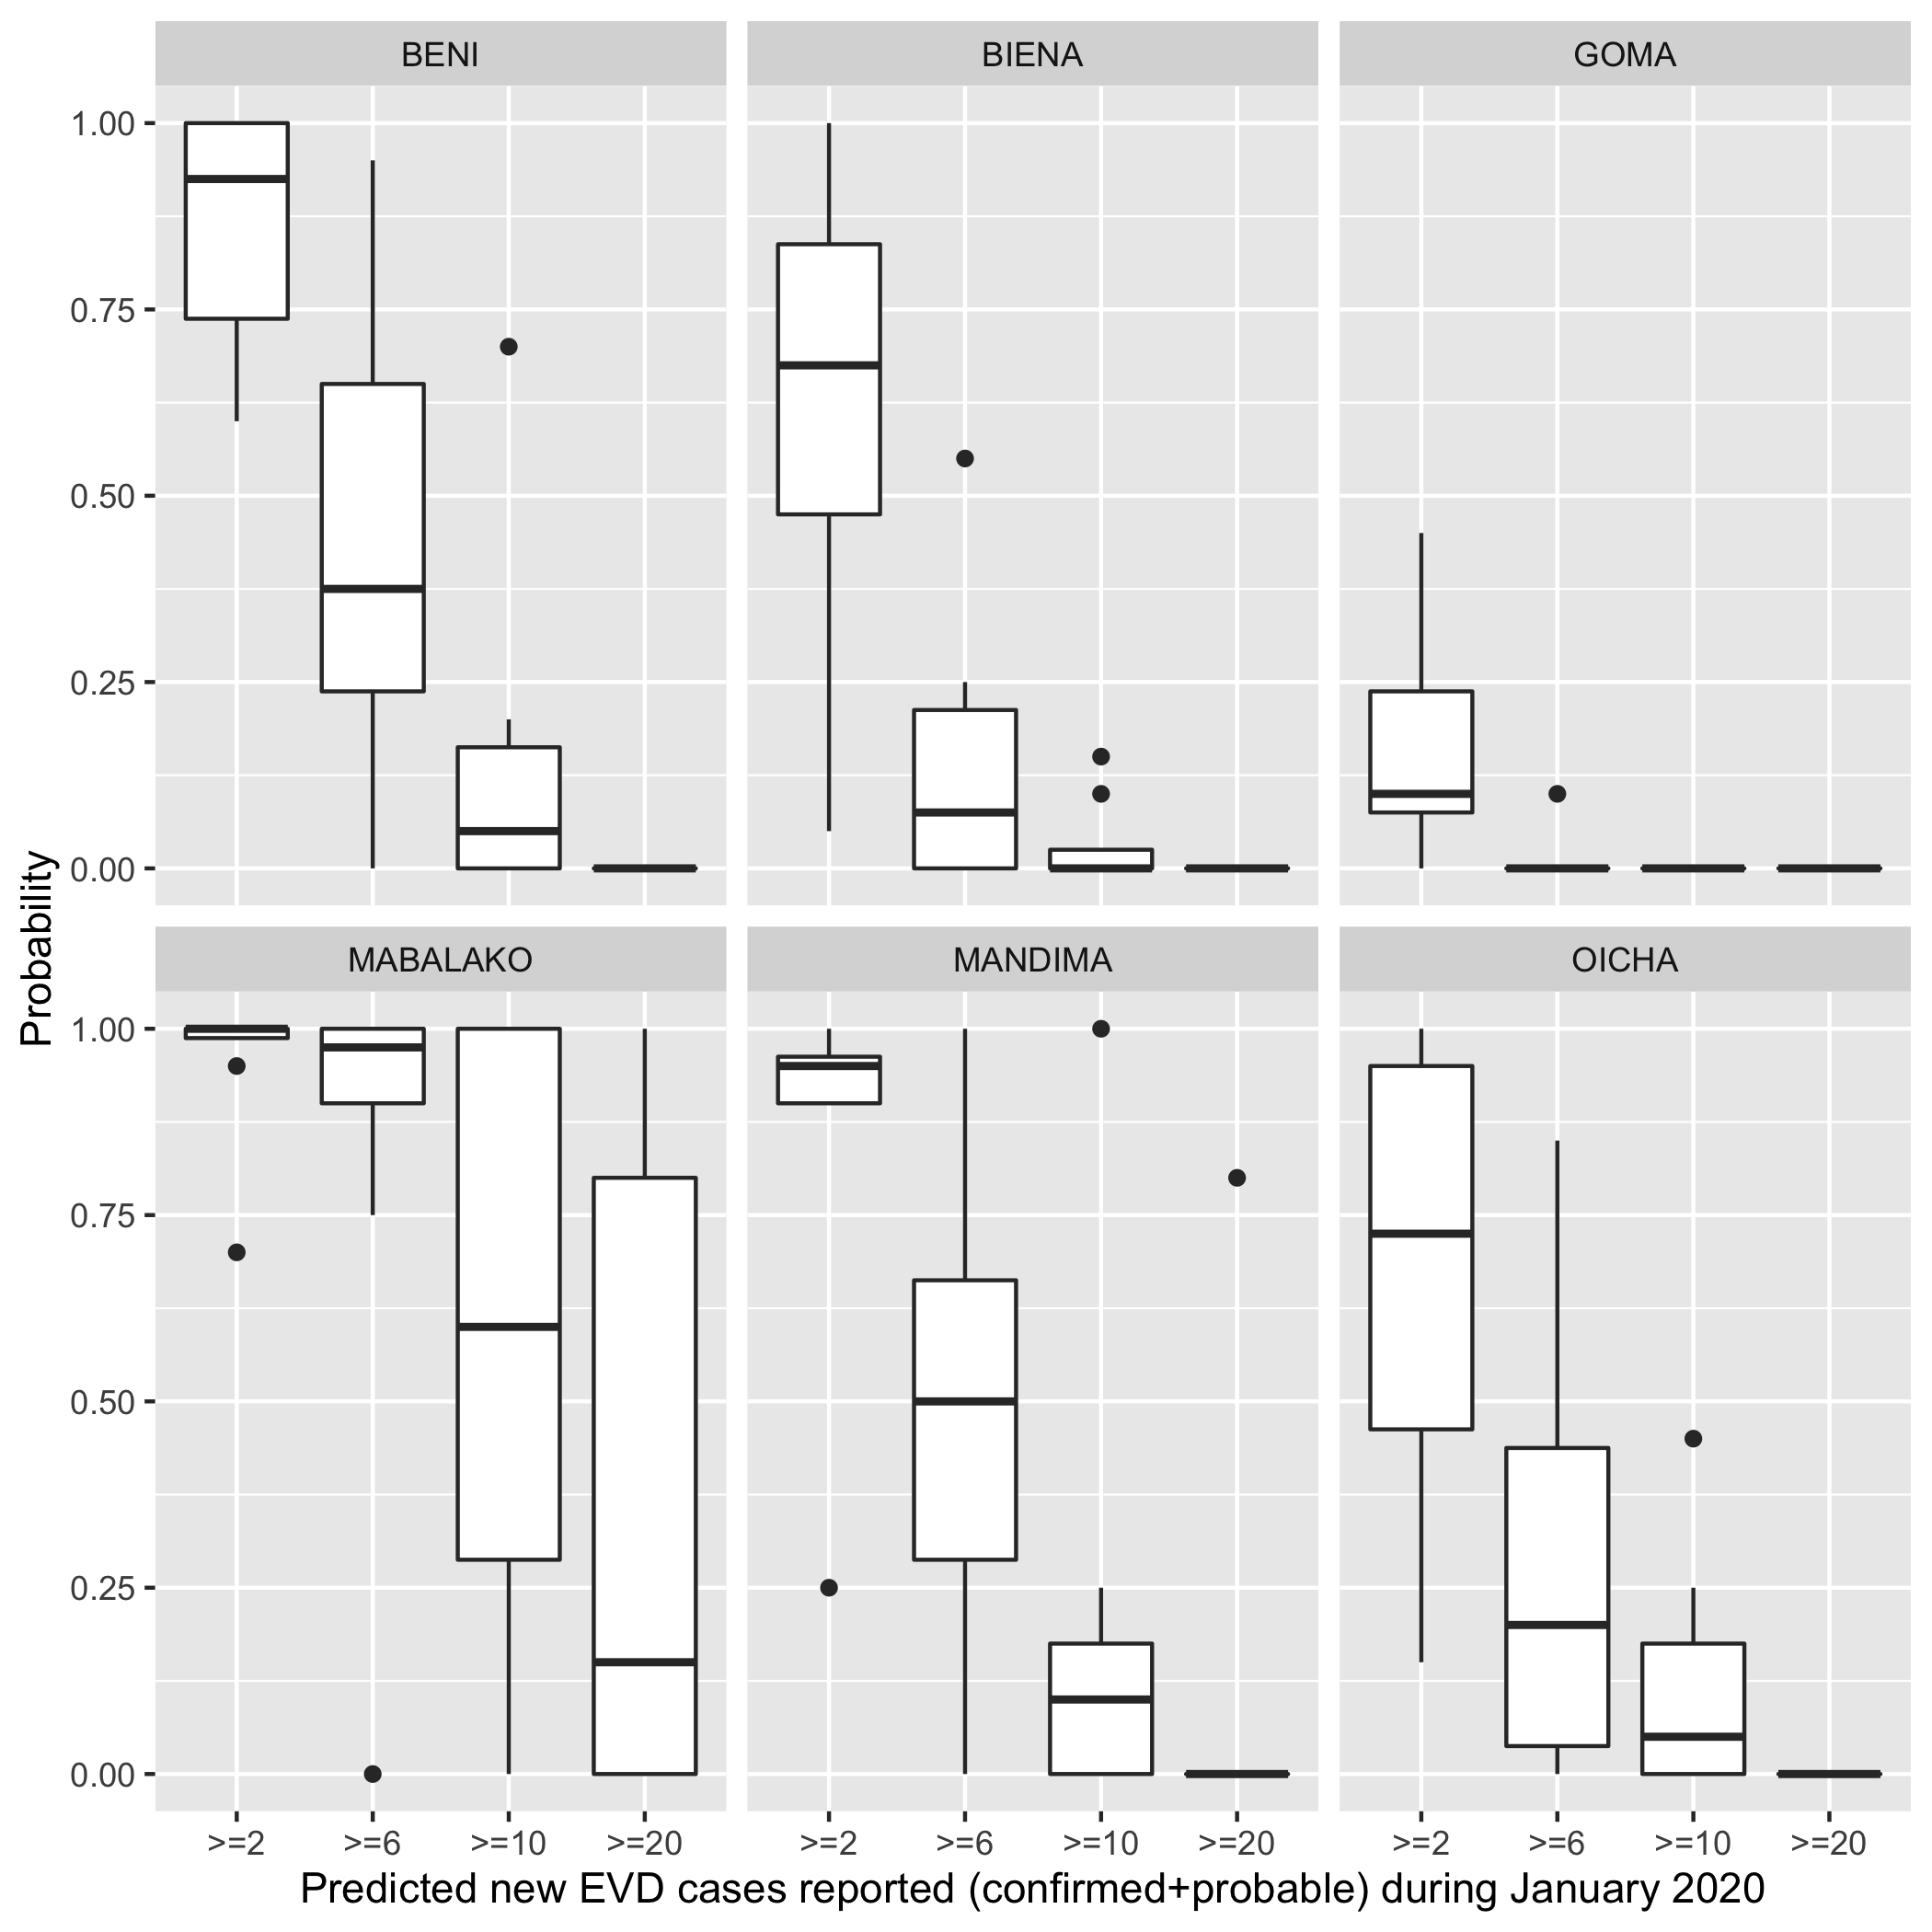 BENI BIENA GOMA
1.00
0.75
0.50
0.25
0.00
Probability
MABALAKO MANDIMA OICHA
1.00
0.75
0.50
0.25
0.00
>=2 >=6 >=10 >=20 >=2 >=6 >=10 >=20 >=2 >=6 >=10 >=20
Predicted new EVD cases reported (confirmed+probable) during January 2020